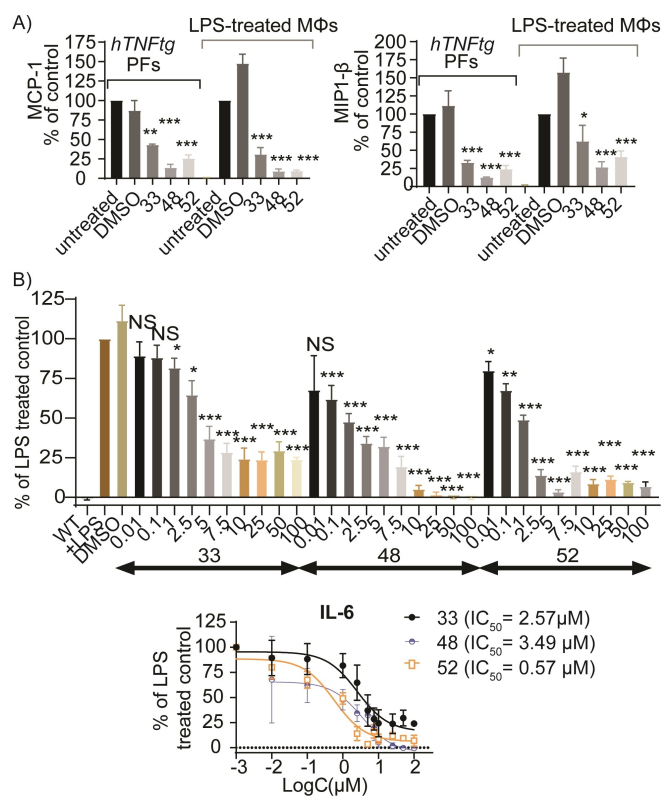 A)
LPS-treated MΦs
hTNFtg
PFs
MCP-1
% of control
175
150
125
100
75
50
25
0
** *** *** *** *** ***
untreated DMSO 33 48 52 untreated DMSO 33 48 52
LPS-treated MΦs
hTNFtg
PFs
MIP1-β
% of control
200
175
150
125
100
75
50
25
0
*** *** *** * *** ***
untreated DMSO 33 48 52 untreated DMSO 33 48 52
B)
% of LPS treated control
125
100
75
50
25
0
NS NS * * *** *** *** *** *** ***
NS *** *** *** *** *** *** *** ** ***
* ** *** *** *** *** *** *** *** ***
WT +LPS DMSO 0.01 0.1 1 2.5 5 7.5 10 25 50 100 0.01 0.1 1 2.5 5 7.5 10 25 50 100 0.01 0.1 1 2.5 5 7.5 10 25 50 100
33 48 52
IL-6
% of LPS
treated control
125
100
75
50
25
0
-3 -2 -1 0 1 2
LogC(μM)
33 (IC50= 2.57μM)
48 (IC50= 3.49 μM)
52 (IC50= 0.57 μM)